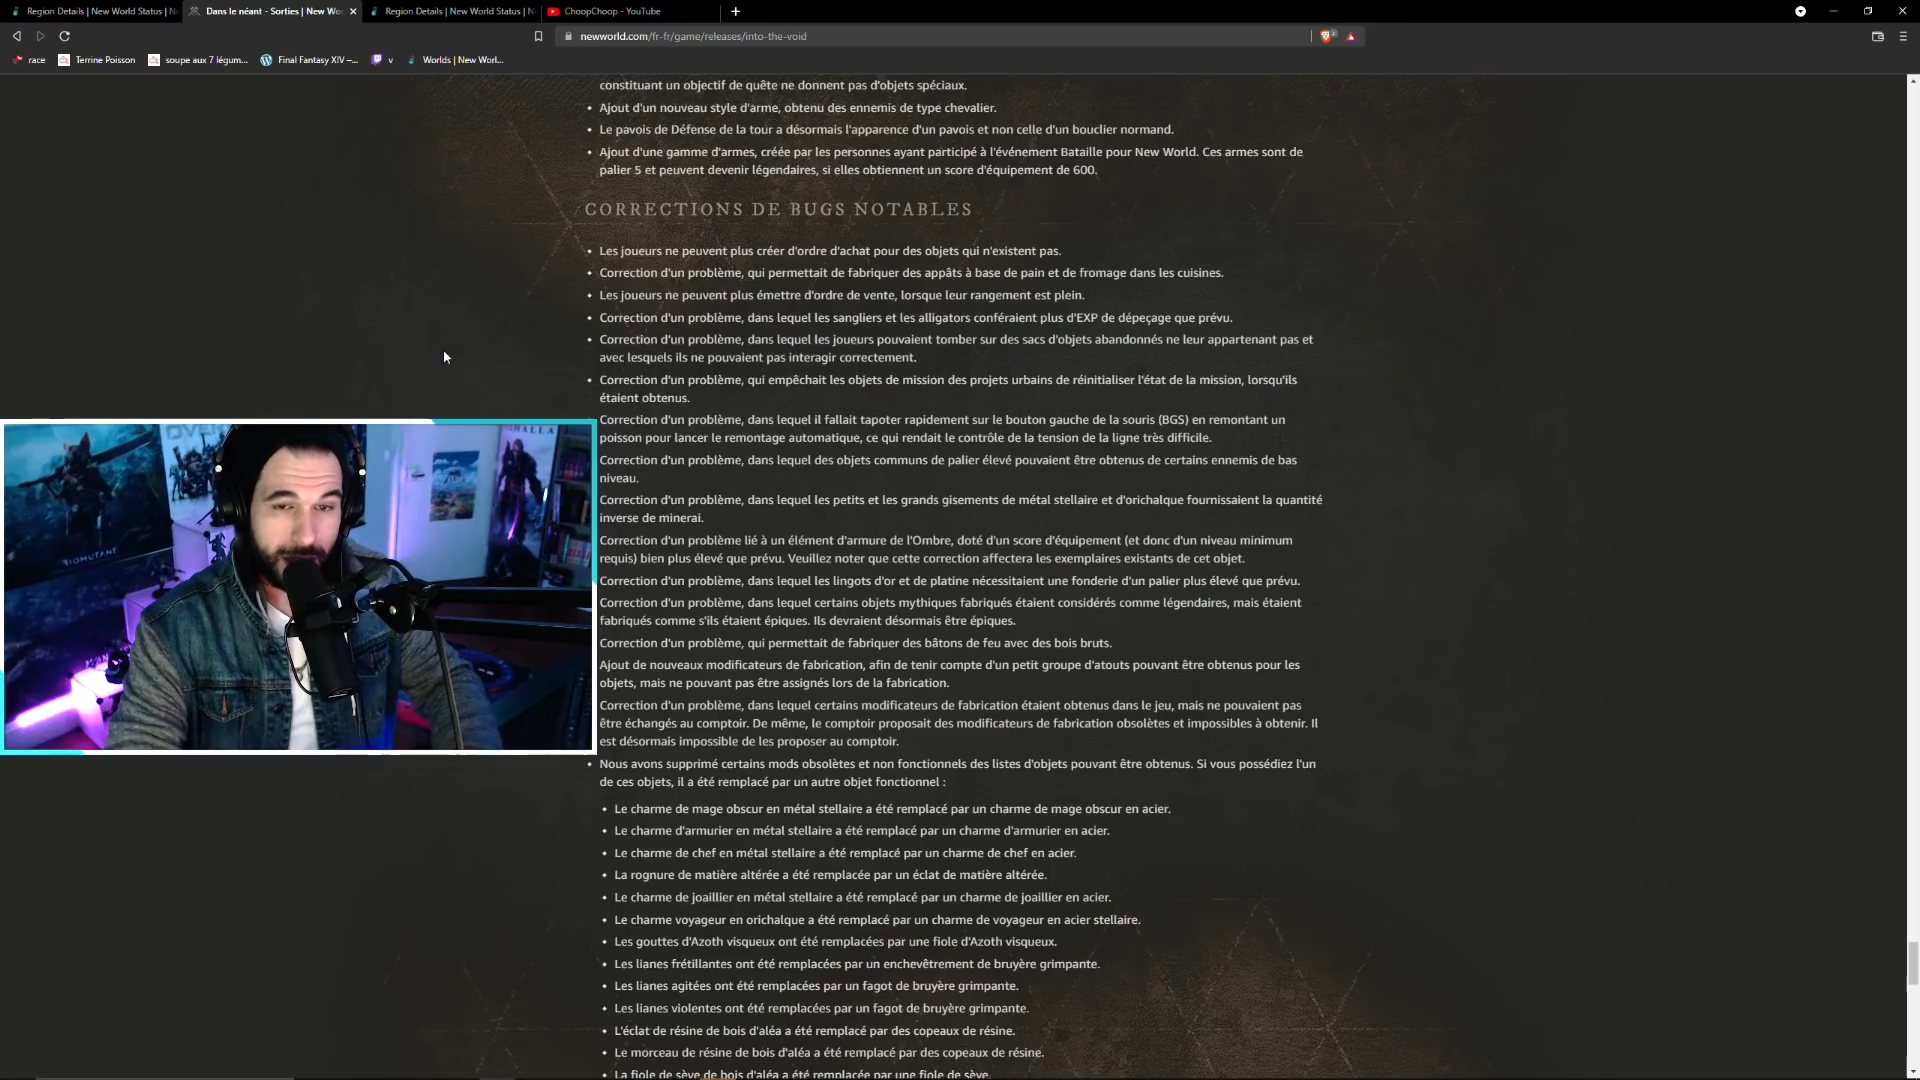 Region Details | New World Status | N
Dans le néant - Sorties | New Wo
Region Details | New World Status | N
ChoopChoop - YouTube
newworld.com/fr-fr/game/releases/into-the-void
race
Terrine Poisson
soupe aux 7 légum...
Final Fantasy XIV –...
v
Worlds | New Worl...
constituant un objectif de quête ne donnent pas d'objets spéciaux.
Ajout d'un nouveau style d'arme, obtenu des ennemis de type chevalier.
Le pavois de Défense de la tour a désormais l'apparence d'un pavois et non celle d'un bouclier normand.
Ajout d'une gamme d'armes, créée par les personnes ayant participé à l'événement Bataille pour New World. Ces armes sont de
palier 5 et peuvent devenir légendaires, si elles obtiennent un score d'équipement de 600.
CORRECTIONS DE BUGS NOTABLES
Les joueurs ne peuvent plus créer d'ordre d'achat pour des objets qui n'existent pas.
Correction d'un problème, qui permettait de fabriquer des appâts à base de pain et de fromage dans les cuisines.
Les joueurs ne peuvent plus émettre d'ordre de vente, lorsque leur rangement est plein.
Correction d'un problème, dans lequel les sangliers et les alligators conféraient plus d'EXP de dépeçage que prévu.
Correction d'un problème, dans lequel les joueurs pouvaient tomber sur des sacs d'objets abandonnés ne leur appartenant pas et
avec lesquels ils ne pouvaient pas interagir correctement.
Correction d'un problème, qui empêchait les objets de mission des projets urbains de réinitialiser l'état de la mission, lorsqu'ils
étaient obtenus.
Correction d'un problème, dans lequel il fallait tapoter rapidement sur le bouton gauche de la souris (BGS) en remontant un
poisson pour lancer le remontage automatique, ce qui rendait le contrôle de la tension de la ligne très difficile.
Correction d'un problème, dans lequel des objets communs de palier élevé pouvaient être obtenus de certains ennemis de bas
niveau.
Correction d'un problème, dans lequel les petits et les grands gisements de métal stellaire et d'orichalque fournissaient la quantité
inverse de minerai.
Correction d'un problème lié à un élément d'armure de l'Ombre, doté d'un score d'équipement (et donc d'un niveau minimum
requis) bien plus élevé que prévu. Veuillez noter que cette correction affectera les exemplaires existants de cet objet.
Correction d'un problème, dans lequel les lingots d'or et de platine nécessitaient une fonderie d'un palier plus élevé que prévu.
Correction d'un problème, dans lequel certains objets mythiques fabriqués étaient considérés comme légendaires, mais étaient
fabriqués comme s'ils étaient épiques. Ils devraient désormais être épiques.
Correction d'un problème, qui permettait de fabriquer des bâtons de feu avec des bois bruts.
Ajout de nouveaux modificateurs de fabrication, afin de tenir compte d'un petit groupe d'atouts pouvant être obtenus pour les
objets, mais ne pouvant pas être assignés lors de la fabrication.
Correction d'un problème, dans lequel certains modificateurs de fabrication étaient obtenus dans le jeu, mais ne pouvaient pas
être échangés au comptoir. De même, le comptoir proposait des modificateurs de fabrication obsolètes et impossibles à obtenir. Il
est désormais impossible de les proposer au comptoir.
Nous avons supprimé certains mods obsolètes et non fonctionnels des listes d'objets pouvant être obtenus. Si vous possédiez l'un
de ces objets, il a été remplacé par un autre objet fonctionnel :
Le charme de mage obscur en métal stellaire a été remplacé par un charme de mage obscur en acier.
Le charme d'armurier en métal stellaire a été remplacé par un charme d'armurier en acier.
Le charme de chef en métal stellaire a été remplacé par un charme de chef en acier.
La rognure de matière altérée a été remplacée par un éclat de matière altérée.
Le charme de joaillier en métal stellaire a été remplacé par un charme de joaillier en acier.
Le charme voyageur en orichalque a été remplacé par un charme de voyageur en acier stellaire.
Les gouttes d'Azoth visqueux ont été remplacées par une fiole d'Azoth visqueux.
Les lianes frétillantes ont été remplacées par un enchevêtrement de bruyère grimpante.
Les lianes agitées ont été remplacées par un fagot de bruyère grimpante.
Les lianes violentes ont été remplacées par un fagot de bruyère grimpante.
L'éclat de résine de bois d'aléa a été remplacé par des copeaux de résine.
Le morceau de résine de bois d'aléa a été remplacé par des copeaux de résine.
La fiole de sève de bois d'aléa a été remplacée par une fiole de sève.
BIOMUTANT